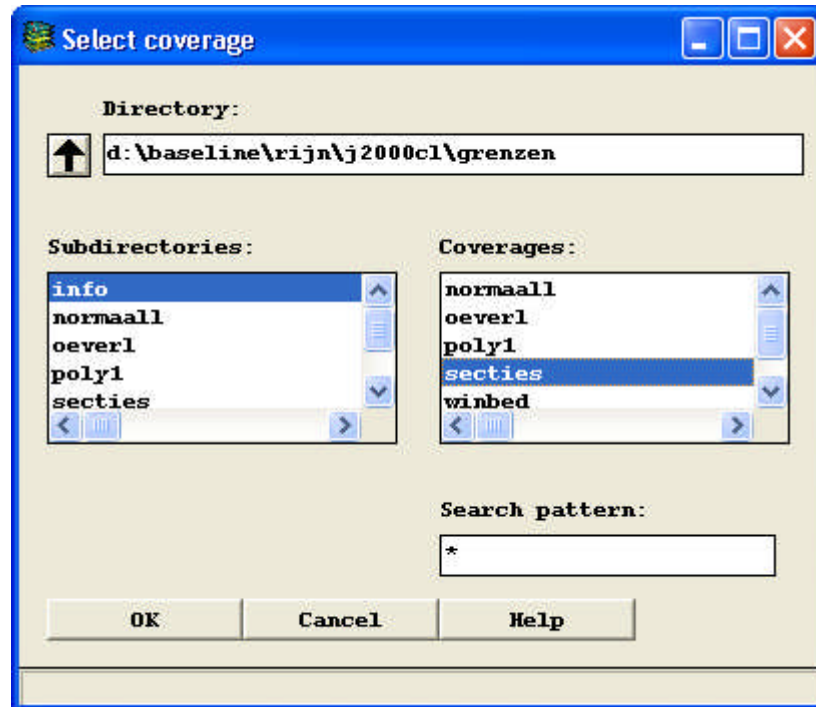 Select coverage
Directory:
d:\baseline\rijn\j2000cl\grenzen
Subdirectories:
info
normaall
oeverl
poly1
secties
Coverages:
normaall
oeverl
poly1
secties
winbed
Search pattern:
*
OK Cancel Help